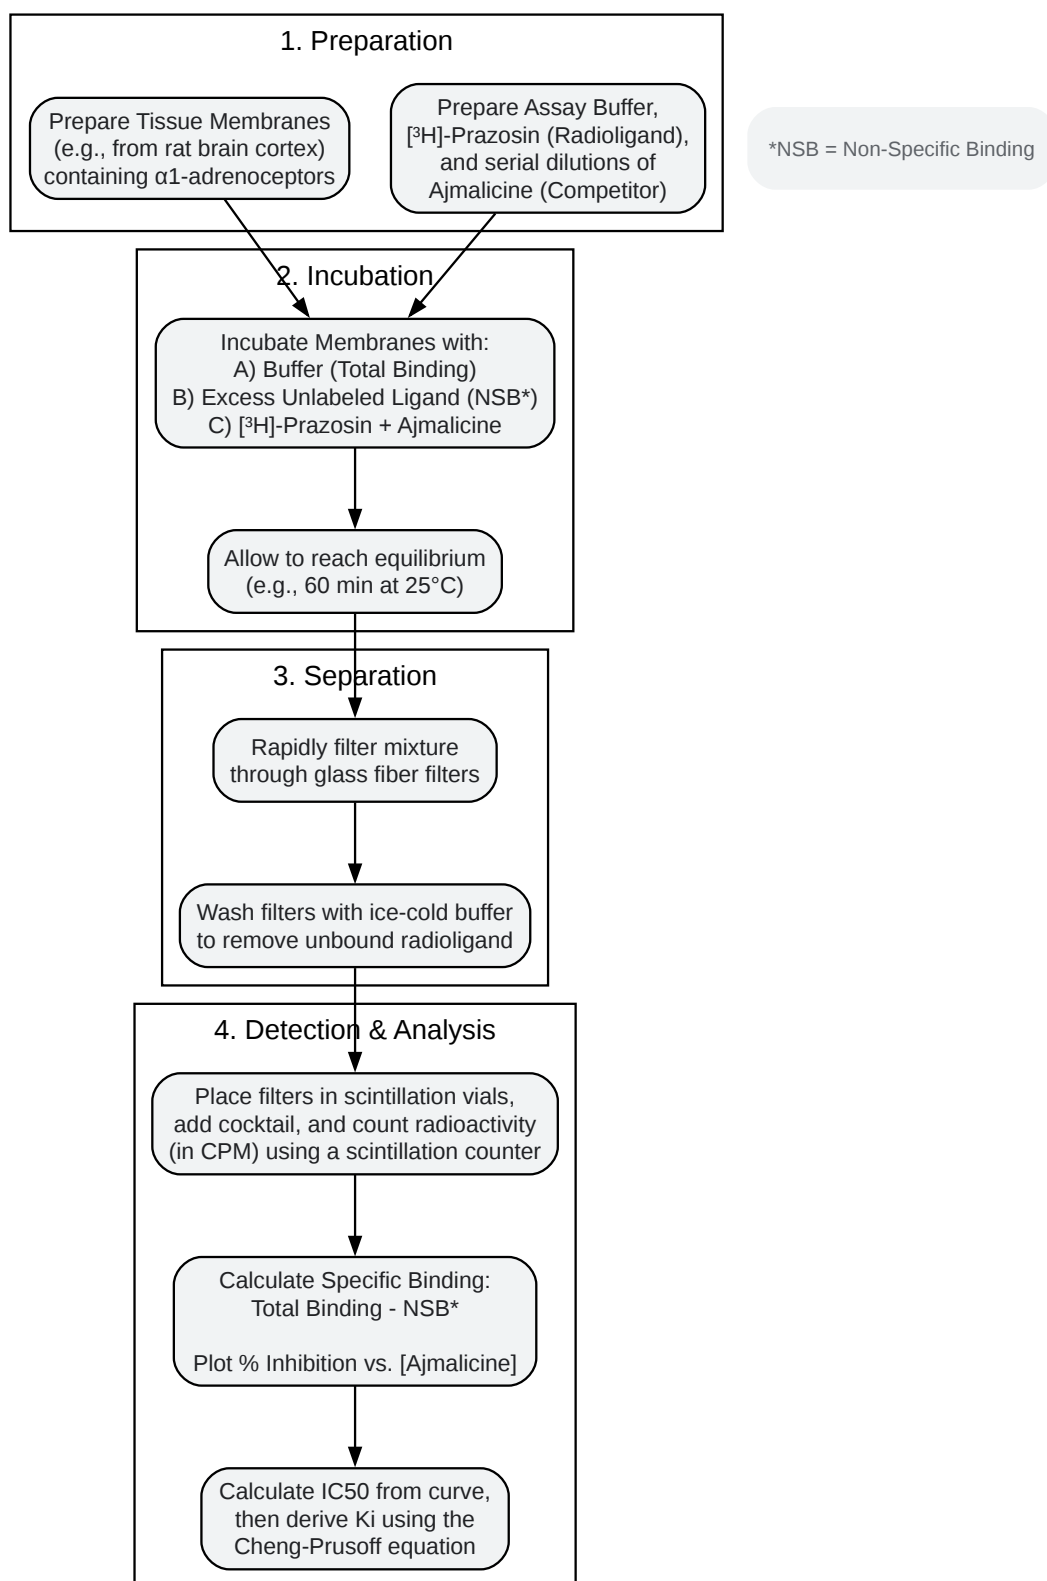 1. Preparation
Prepare Tissue Membranes
(e.g., from rat brain cortex)
containing α1-adrenoceptors
Prepare Assay Buffer,
[³H]-Prazosin (Radioligand),
and serial dilutions of
Ajmalicine (Competitor)
*NSB = Non-Specific Binding
2. Incubation
Incubate Membranes with:
A) Buffer (Total Binding)
B) Excess Unlabeled Ligand (NSB*)
C) [³H]-Prazosin + Ajmalicine
Allow to reach equilibrium
(e.g., 60 min at 25°C)
3. Separation
Rapidly filter mixture
through glass fiber filters
Wash filters with ice-cold buffer
to remove unbound radioligand
4. Detection & Analysis
Place filters in scintillation vials,
add cocktail, and count radioactivity
(in CPM) using a scintillation counter
Calculate Specific Binding:
Total Binding - NSB*
Plot % Inhibition vs. [Ajmalicine]
Calculate IC50 from curve,
then derive Ki using the
Cheng-Prusoff equation